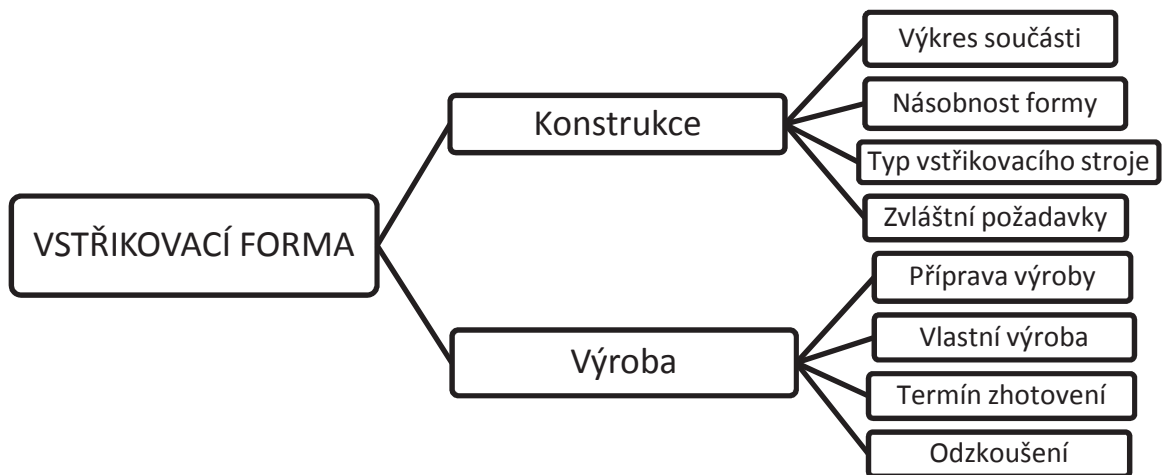 VSTŘIKOVACÍ FORMA
Konstrukce
Výkres součásti
Násobnost formy
Typ vstřikovacího stroje
Zvláštní požadavky
Výroba
Příprava výroby
Vlastní výroba
Termín zhotovení
Odzkoušení